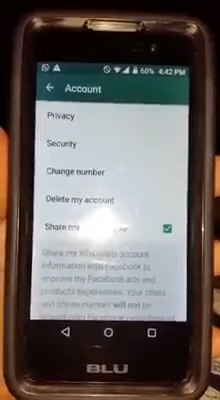 60% 4:42 PM
Account
Privacy
Security
Change number
Delete my account
Share my
Share my WhatsApp account
information with Facebook to
improve my Facebook ads and
products experiences. Your chats
and phone number will not be
BLU